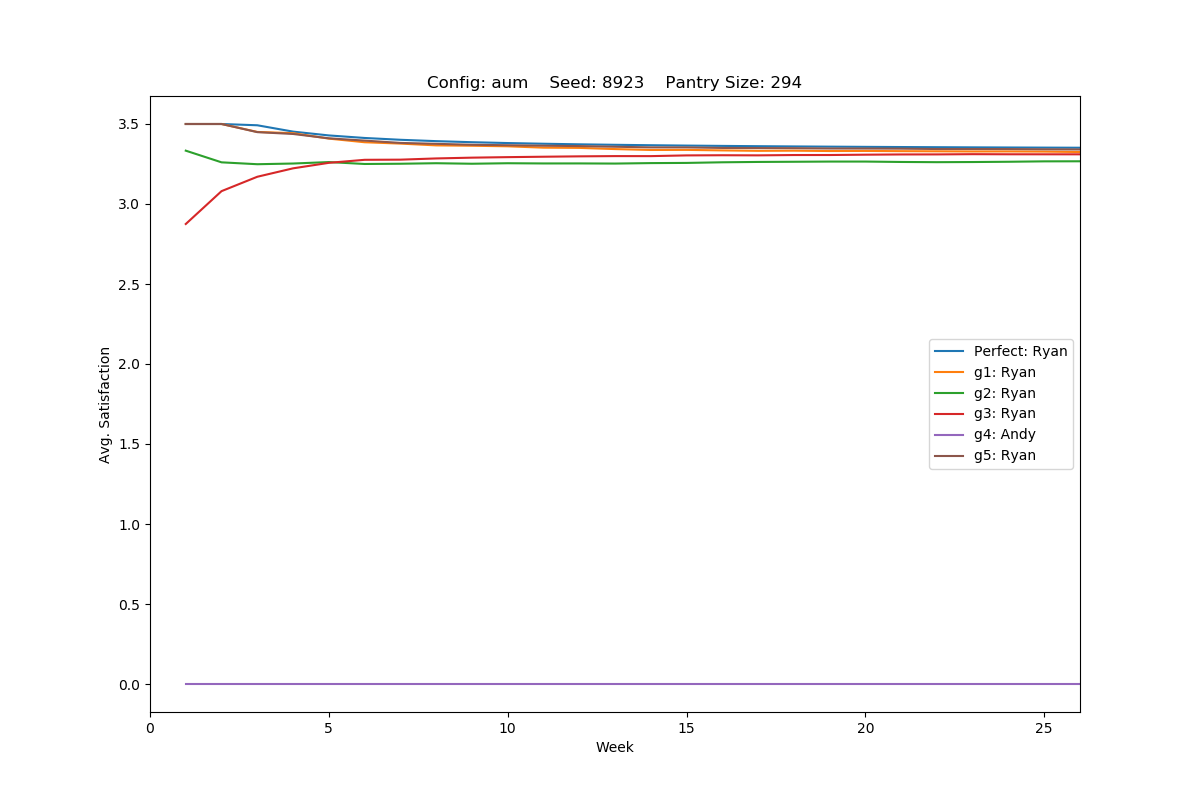 Config: aum    Seed: 8923    Pantry Size: 294
Avg. Satisfaction
3.5
3.0
2.5
2.0
1.5
1.0
0.5
0.0
Perfect: Ryan
g1: Ryan
g2: Ryan
g3: Ryan
g4: Andy
g5: Ryan
0 5 10 15 20 25
Week